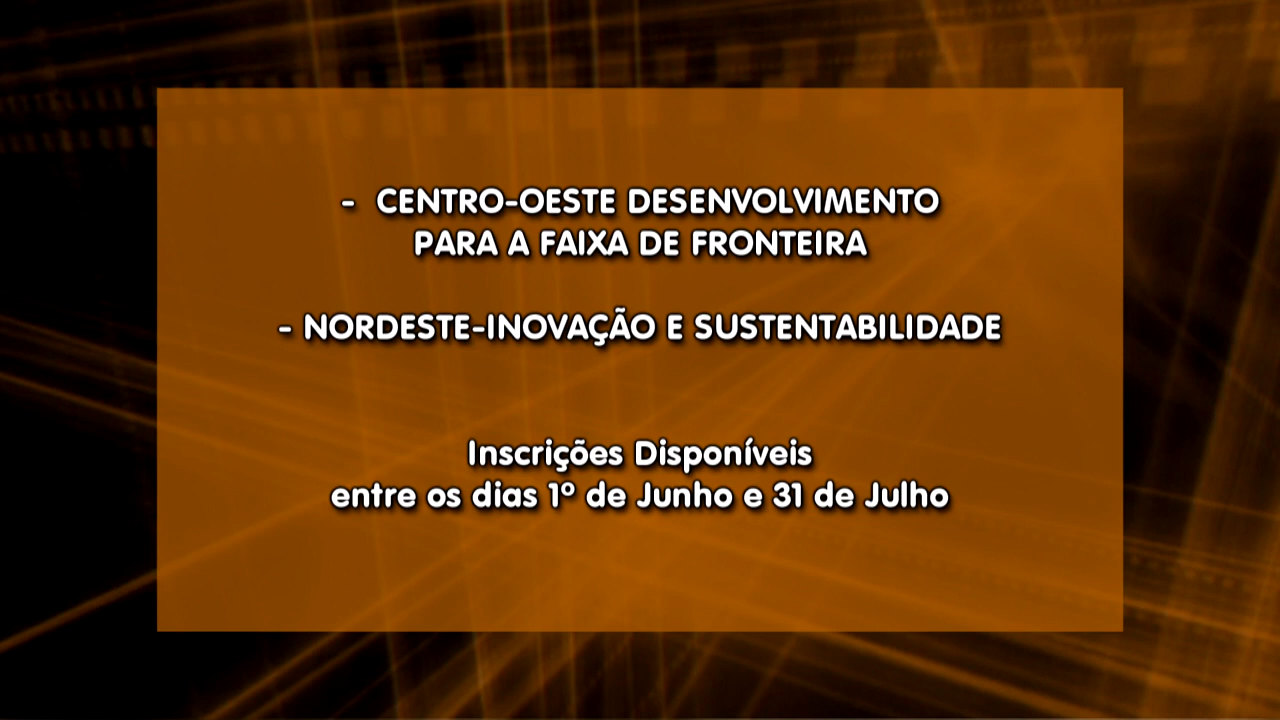 - CENTRO-OESTE DESENVOLVIMENTO
PARA A FAIXA DE FRONTEIRA
- NORDESTE-INOVAÇÃO E SUSTENTABILIDADE
Inscrições Disponíveis
entre os dias 1º de Junho e 31 de Julho